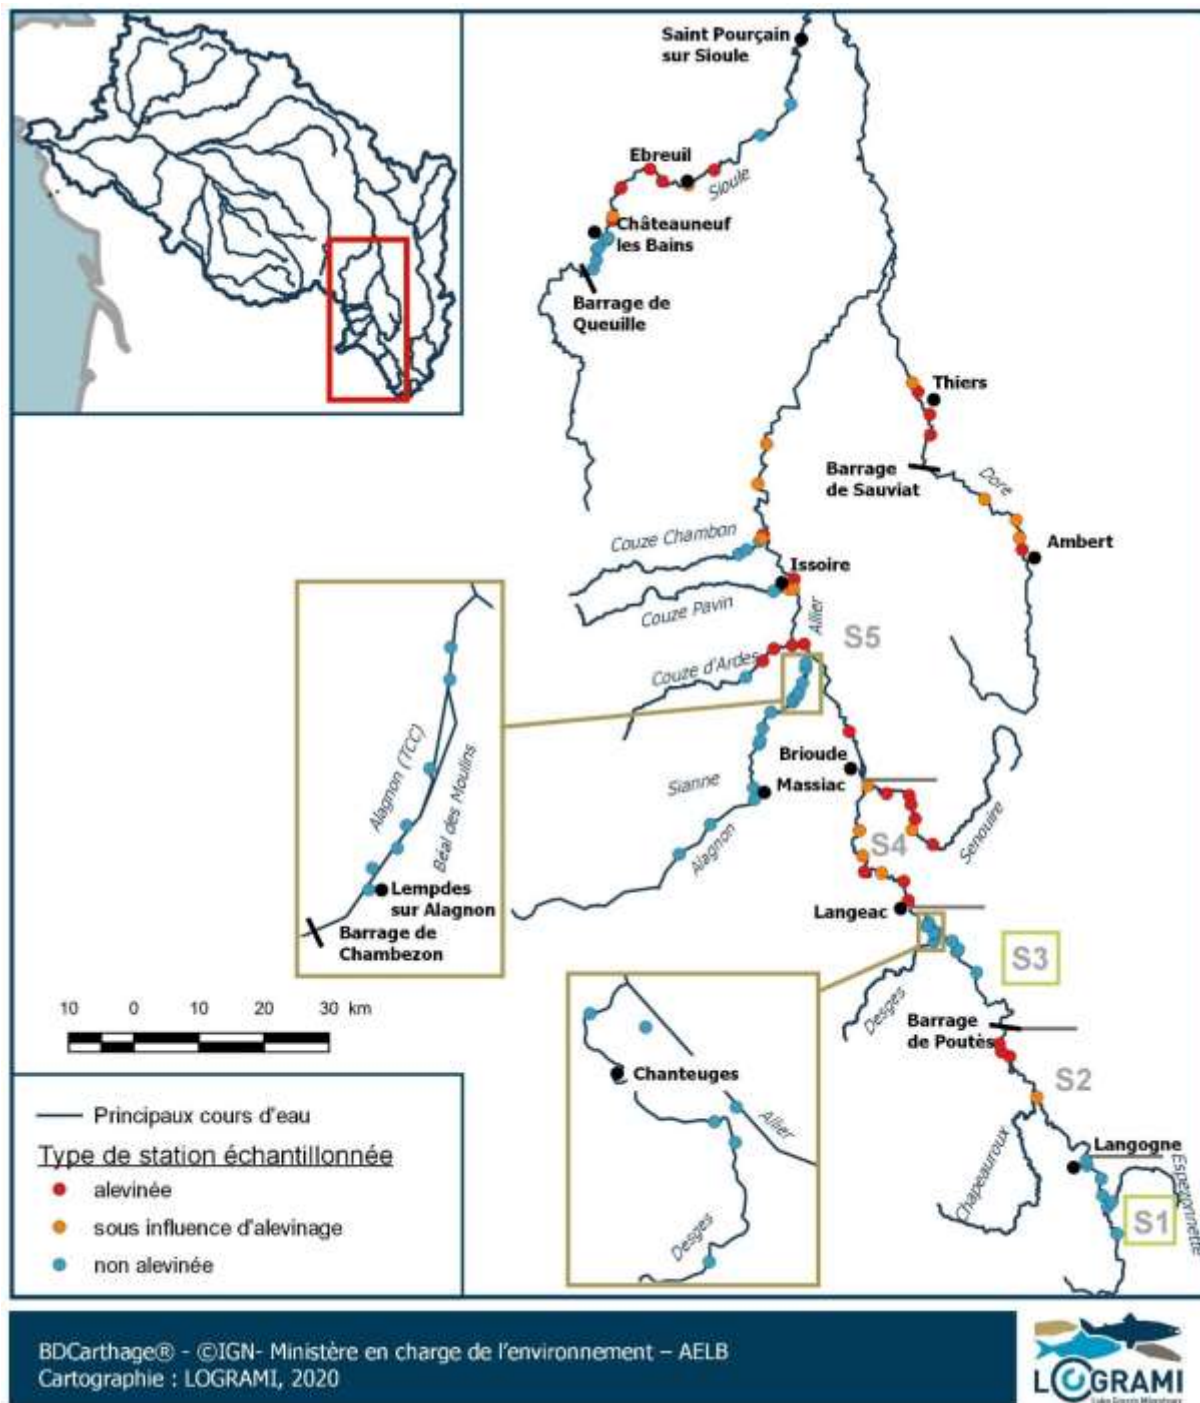 Saint Pourçain
sur Sioule
Ebreuil
Sioule
Châteauneuf
les Bains
Barrage de
Queuille
Thiers
Barrage
de Sauviat
Dore
Ambert
Couze Chambon
Issoire
Couze Pavin
Allier
S5
Couze d'Ardes
Brioude
Massiac
Sianne
Alagnon
Senouire
S4
Langeac
Alagnon (TCC)
Béal des Moulins
Lempdes
sur Alagnon
Barrage de
Chambezon
S3
Desges
Barrage
de Poutès
10 0 10 20 30 km
Chanteuges
Allier
Desges
S2
Chapeauroux
Langogne
Espezonnette
S1
Principaux cours d'eau
Type de station échantillonnée
alevinée
sous influence d'alevinage
non alevinée
BDCarthage® - ©IGN- Ministère en charge de l'environnement – AELB
Cartographie : LOGRAMI, 2020
LOGRAMI